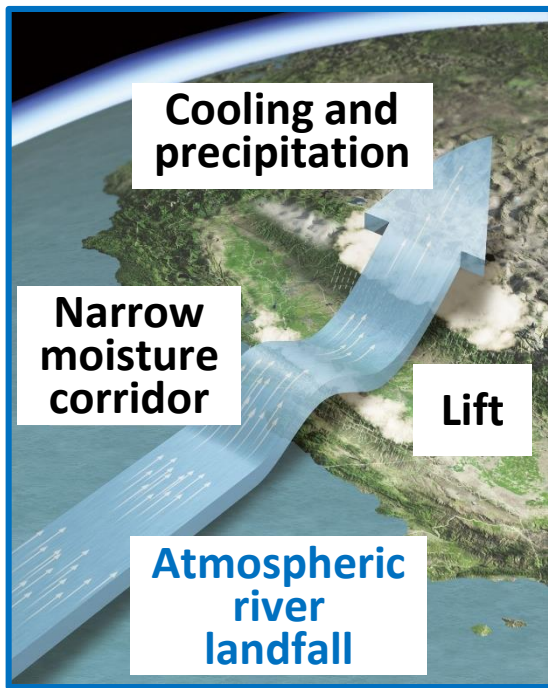 Cooling and
precipitation
Narrow
moisture
corridor
Lift
Atmospheric
river
landfall